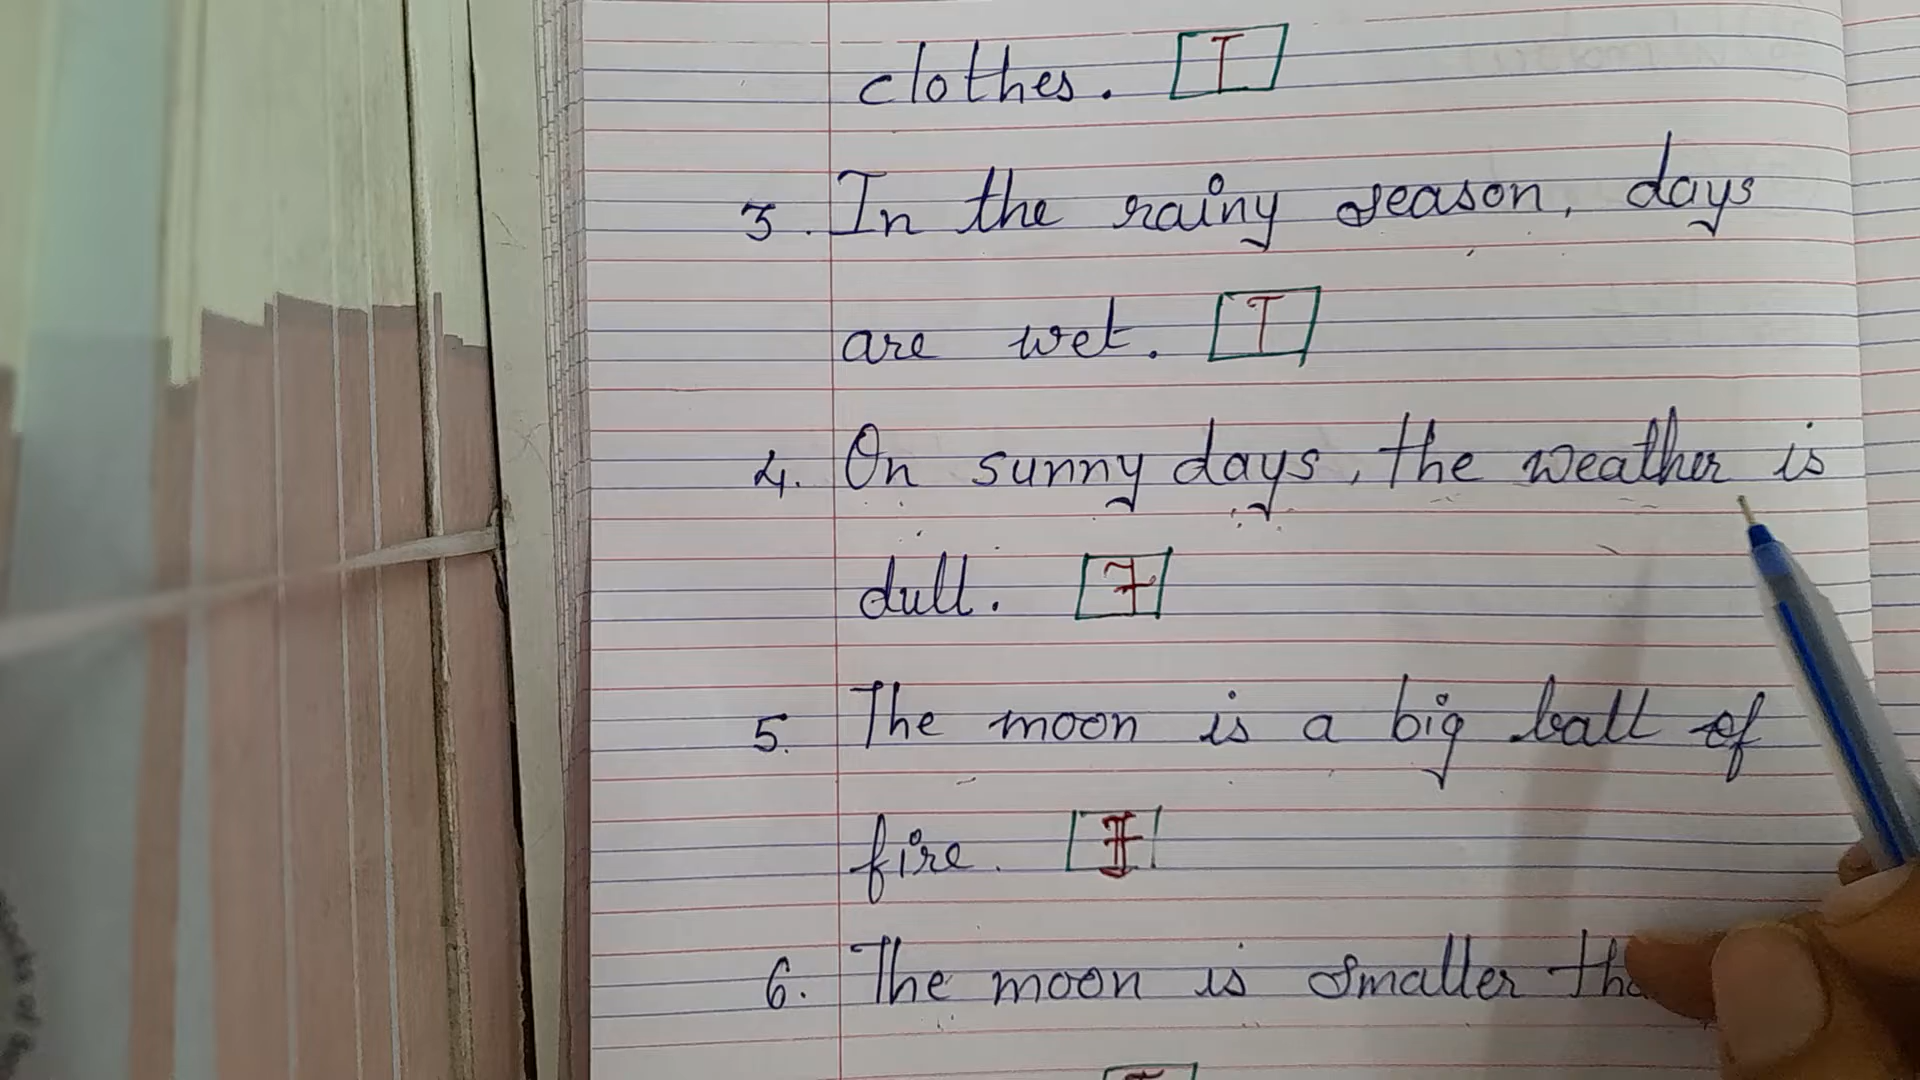 clothes. T
3. In the rainy season, days
are wet. T
4. On sunny days, the weather is
dull. F
5. The moon is a big ball of
fire. F
6. The moon is smaller